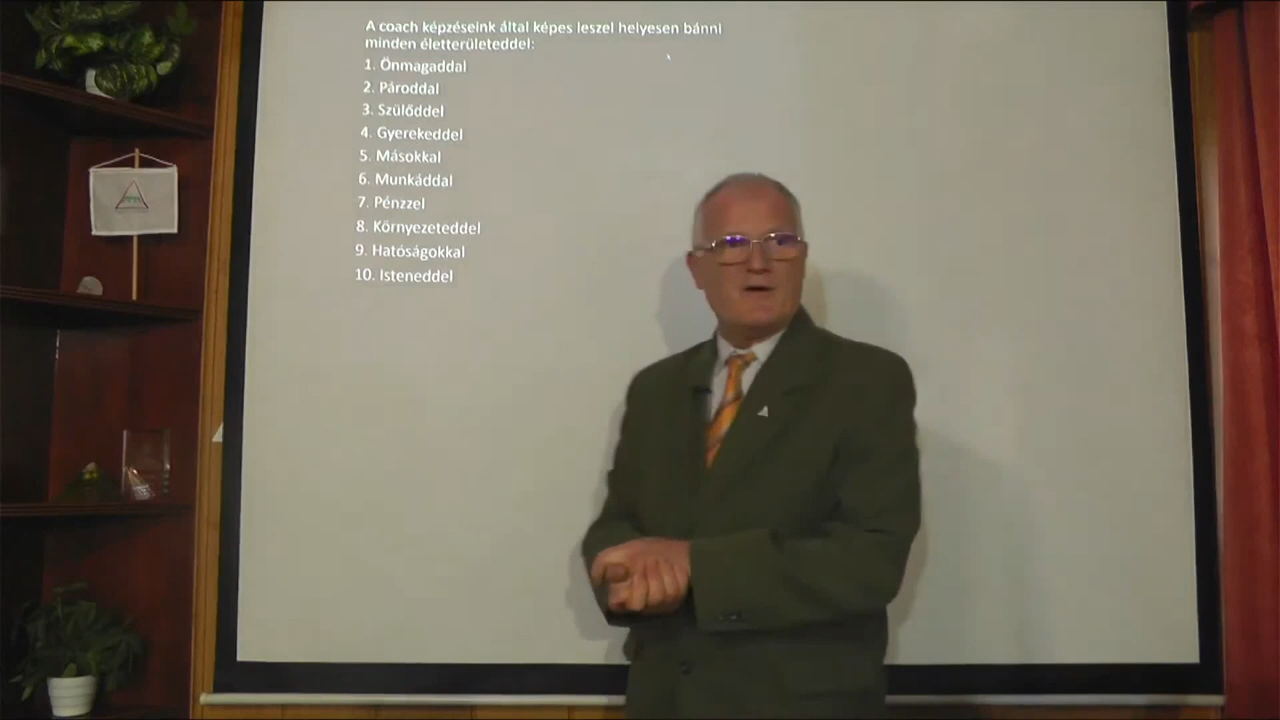 A coach képzéseink által képes leszel helyesen bánni
minden életterületeddel:
1. Önmagaddal
2. Pároddal
3. Szülőddel
4. Gyerekeddel
5. Másokkal
6. Munkáddal
7. Pénzzel
8. Környezeteddel
9. Hatóságokkal
10. Isteneddel